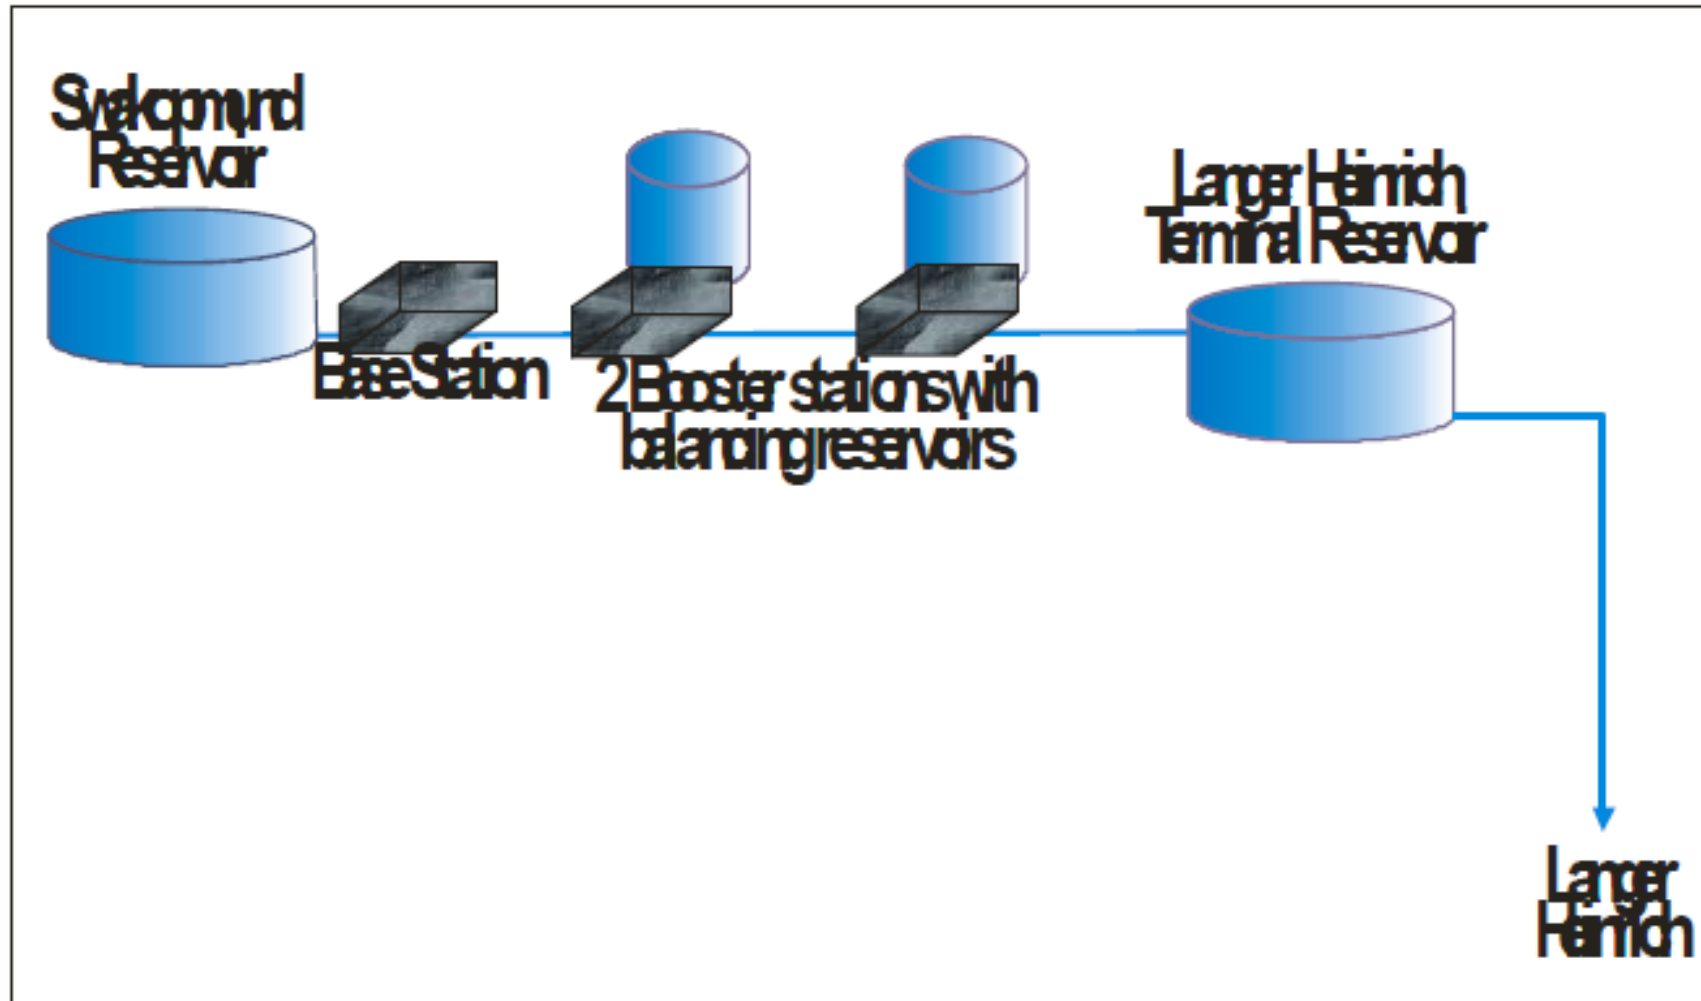 Swakopmund
Reservoir
Langer Heinrich
Terminal Reservoir
Base Station
2 Booster stations with
balancing reservoirs
Langer
Heinrich